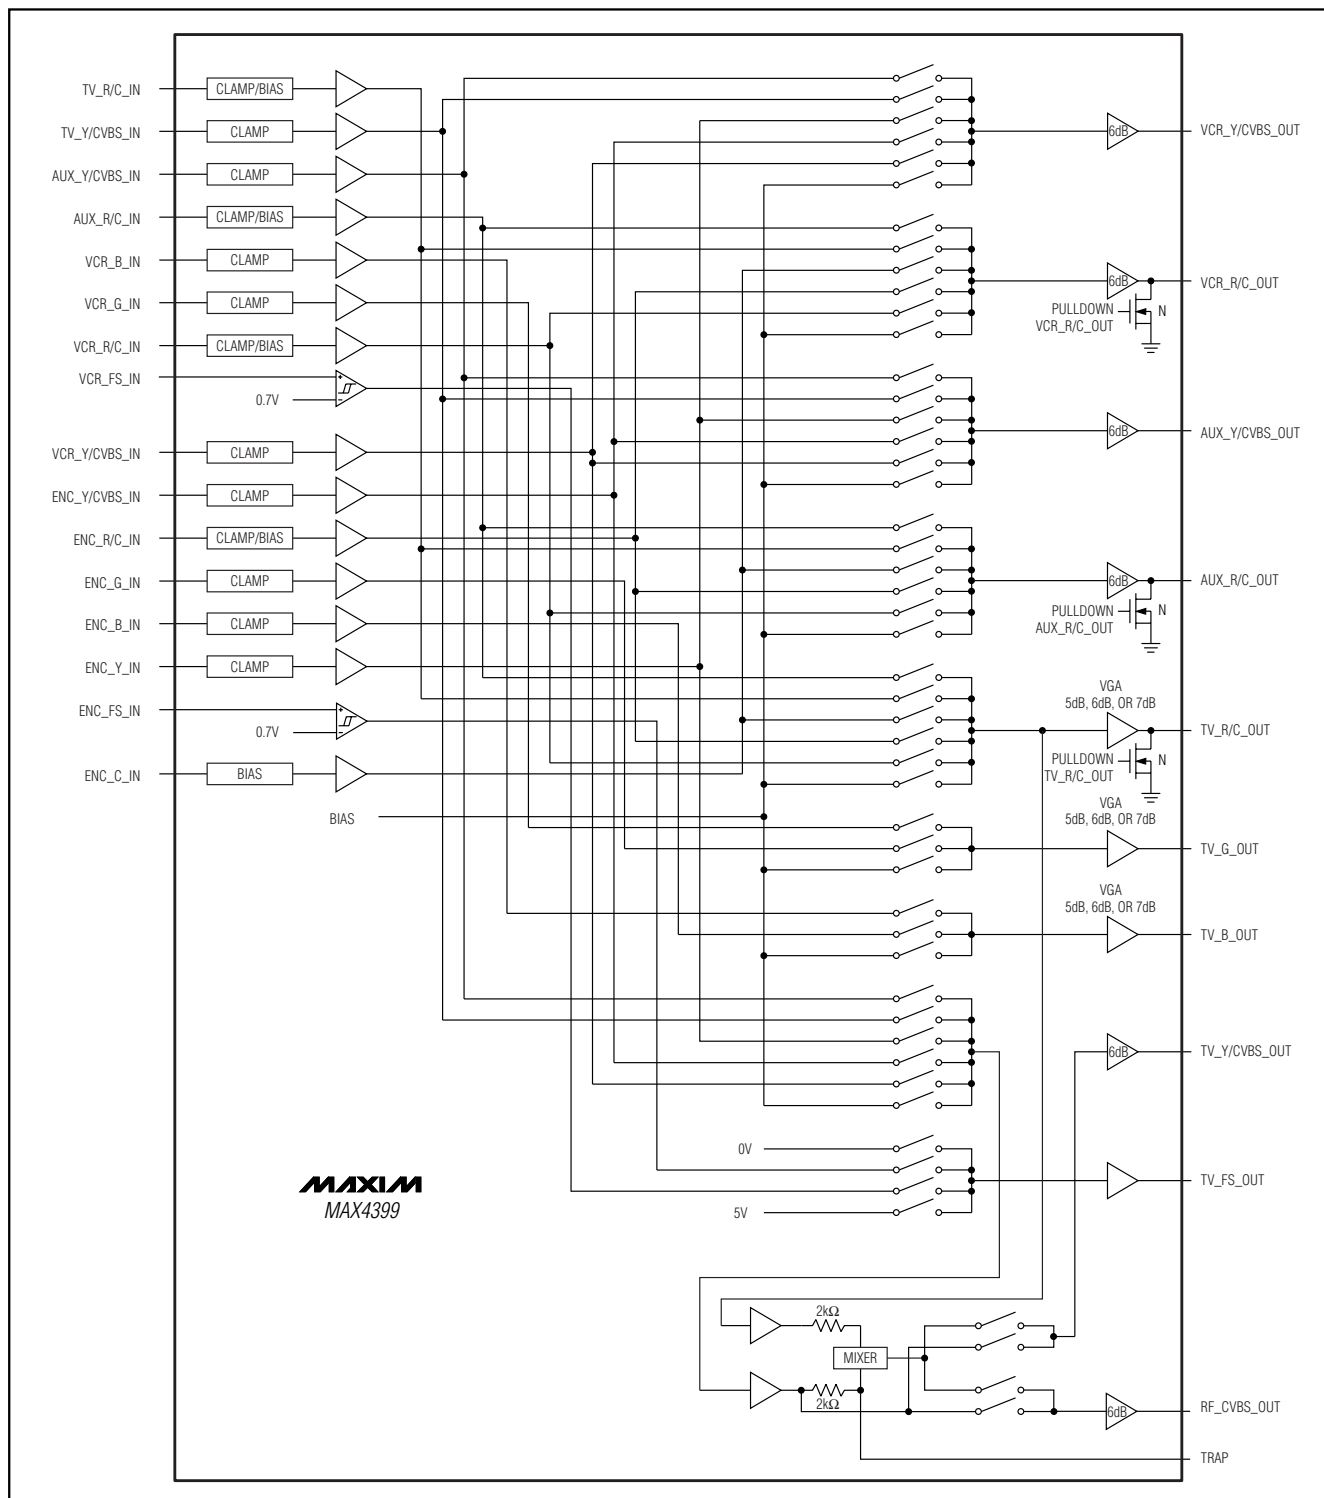 TV_R/C_IN
CLAMP/BIAS
TV_Y/CVBS_IN
CLAMP
6dB
VCR_Y/CVBS_OUT
AUX_Y/CVBS_IN
CLAMP
AUX_R/C_IN
CLAMP/BIAS
VCR_B_IN
CLAMP
6dB
VCR_R/C_OUT
VCR_G_IN
CLAMP
PULLDOWN
VCR_R/C_OUT
N
VCR_R/C_IN
CLAMP/BIAS
VCR_FS_IN
0.7V
+
−
6dB
AUX_Y/CVBS_OUT
VCR_Y/CVBS_IN
CLAMP
ENC_Y/CVBS_IN
CLAMP
ENC_R/C_IN
CLAMP/BIAS
ENC_G_IN
CLAMP
6dB
AUX_R/C_OUT
PULLDOWN
AUX_R/C_OUT
N
ENC_B_IN
CLAMP
ENC_Y_IN
CLAMP
VGA
5dB, 6dB, OR 7dB
ENC_FS_IN
0.7V
+
−
TV_R/C_OUT
PULLDOWN
TV_R/C_OUT
N
ENC_C_IN
BIAS
BIAS
VGA
5dB, 6dB, OR 7dB
TV_G_OUT
VGA
5dB, 6dB, OR 7dB
TV_B_OUT
6dB
TV_Y/CVBS_OUT
0V
TV_FS_OUT
5V
MAXIM
MAX4399
2kΩ
MIXER
2kΩ
6dB
RF_CVBS_OUT
TRAP